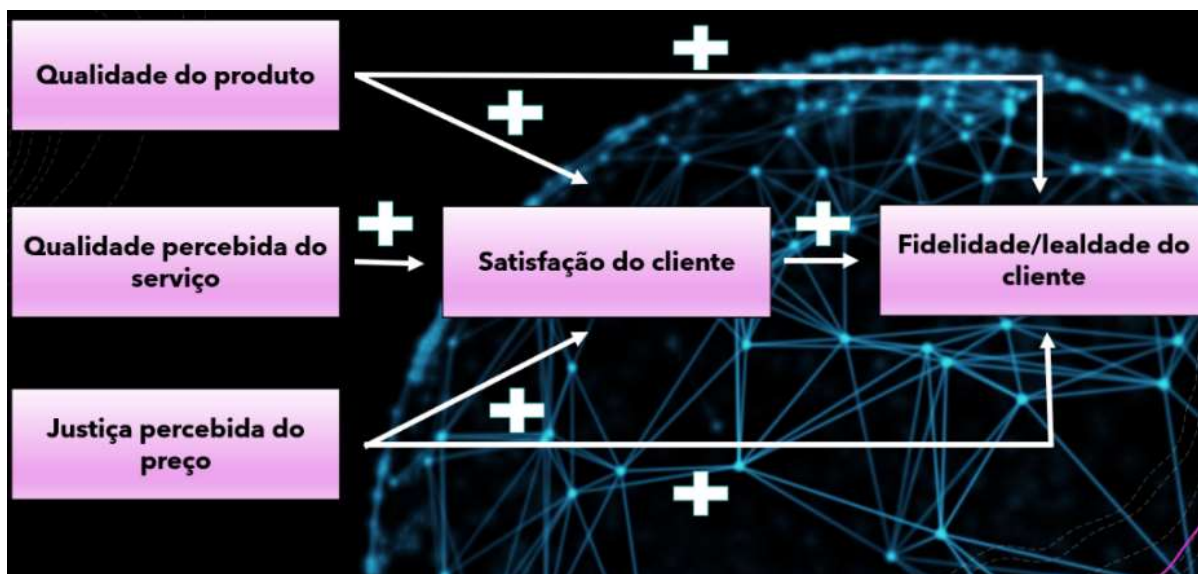 Qualidade do produto
Qualidade percebida do
serviço
Satisfação do cliente
Fidelidade/lealdade do
cliente
Justiça percebida do
preço